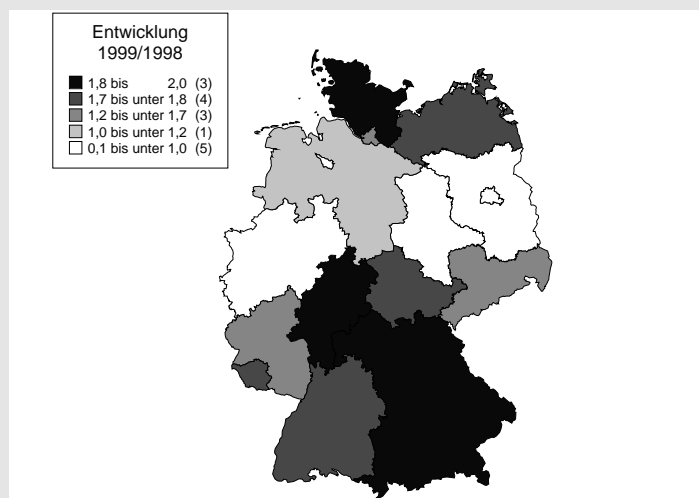 Entwicklung
1999/1998
1,8 bis 2,0 (3)
1,7 bis unter 1,8 (4)
1,2 bis unter 1,7 (3)
1,0 bis unter 1,2 (1)
0,1 bis unter 1,0 (5)